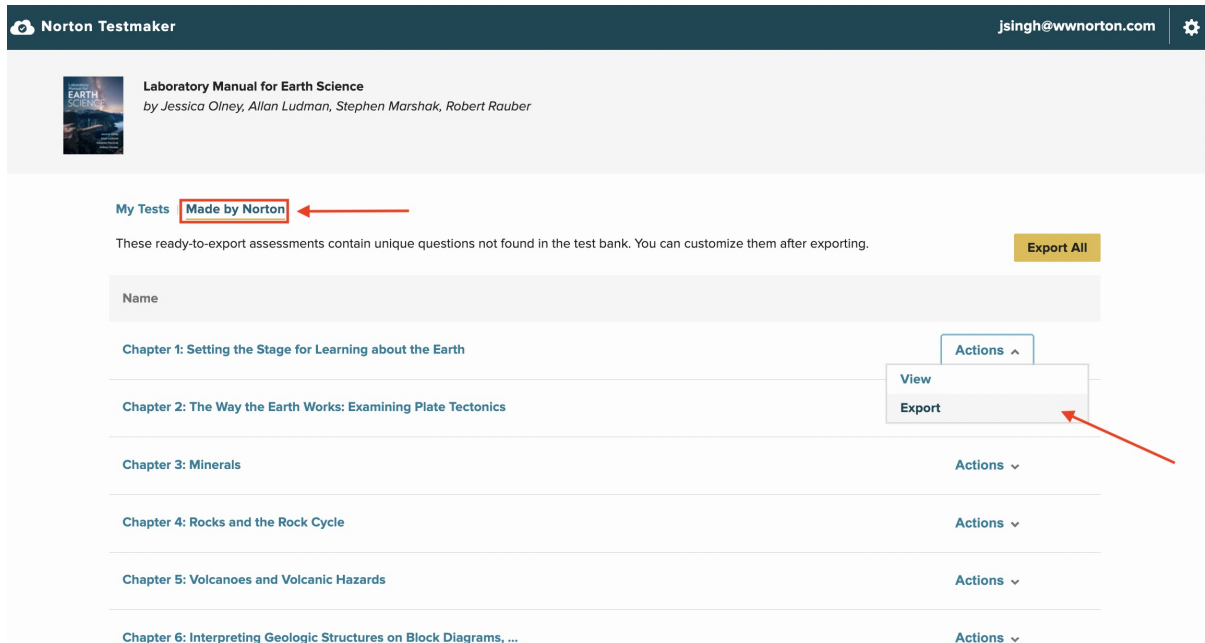 Norton Testmaker
jsingh@wwnorton.com
EARTH
SCIENCE
Laboratory Manual for Earth Science
by Jessica Olney, Allan Ludman, Stephen Marshak, Robert Rauber
My Tests
Made by Norton
These ready-to-export assessments contain unique questions not found in the test bank. You can customize them after exporting.
Export All
Name
Chapter 1: Setting the Stage for Learning about the Earth
Actions
View
Export
Chapter 2: The Way the Earth Works: Examining Plate Tectonics
Chapter 3: Minerals
Actions
Chapter 4: Rocks and the Rock Cycle
Actions
Chapter 5: Volcanoes and Volcanic Hazards
Actions
Chapter 6: Interpreting Geologic Structures on Block Diagrams, ...
Actions